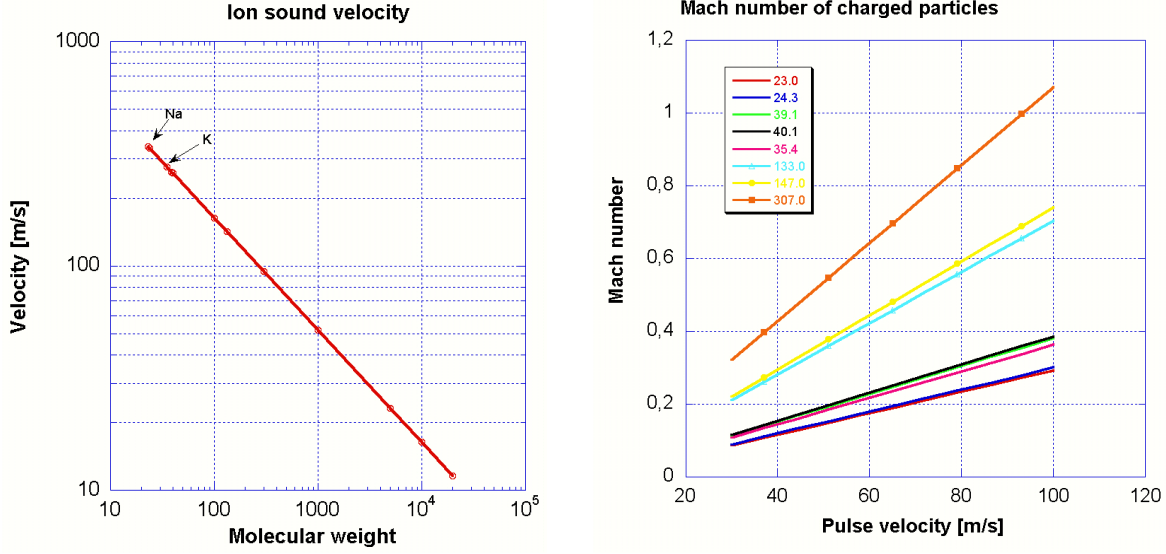 Ion sound velocity
1000
100
10
Na
K
Velocity [m/s]
10 100 1000 10^4 10^5
Molecular weight
Mach number of charged particles
1,2
1
0,8
0,6
0,4
0,2
0
23.0
24.3
39.1
40.1
35.4
133.0
147.0
307.0
Mach number
20 40 60 80 100 120
Pulse velocity [m/s]